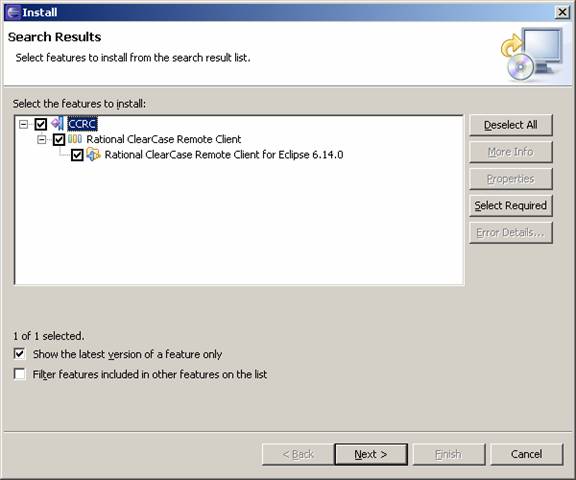 Install
Search Results
Select features to install from the search result list.
Select the features to install:
CCRC
Rational ClearCase Remote Client
Rational ClearCase Remote Client for Eclipse 6.14.0
Deselect All
More Info
Properties
Select Required
Error Details...
1 of 1 selected.
Show the latest version of a feature only
Filter features included in other features on the list
< Back
Next >
Finish
Cancel